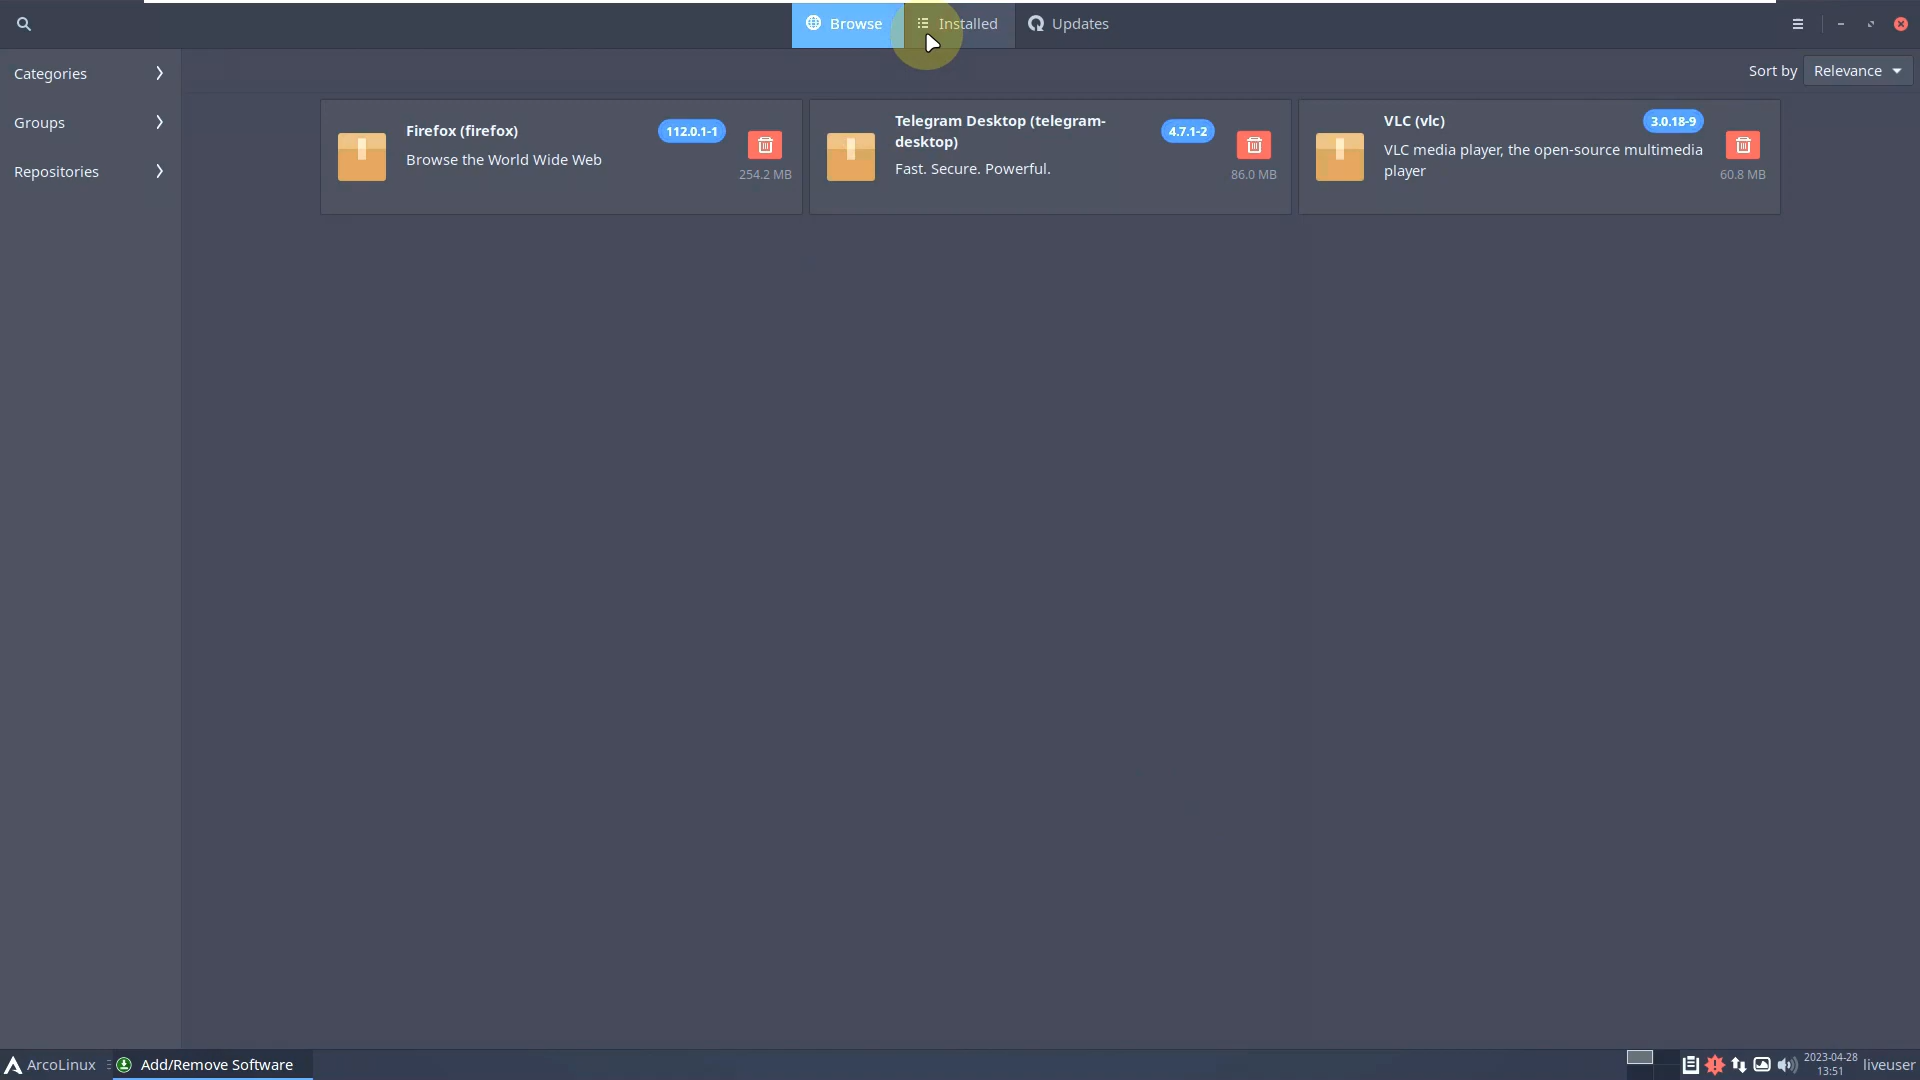 Browse
Installed
Updates
Categories
Groups
Repositories
Sort by
Relevance
Firefox (firefox)
112.0.1-1
Browse the World Wide Web
254.2 MB
Telegram Desktop (telegram-
desktop)
4.7.1-2
Fast. Secure. Powerful.
86.0 MB
VLC (vlc)
3.0.18-9
VLC media player, the open-source multimedia
player
60.8 MB
ArcoLinux
Add/Remove Software
2023-04-28
13:51
liveuser